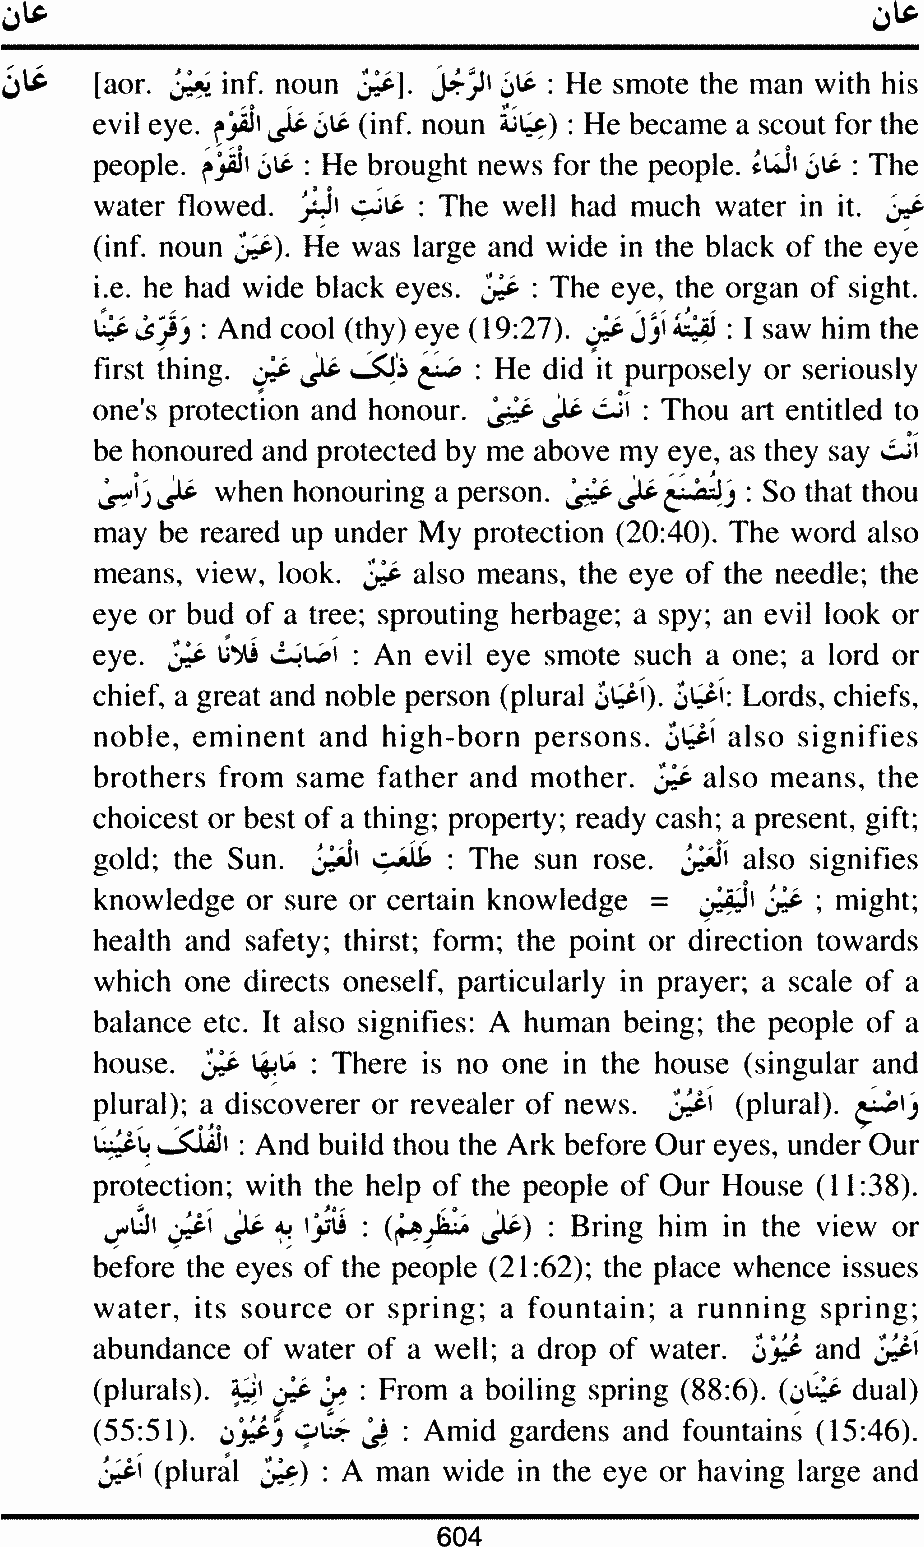 عان عان
عَانَ [aor. يَعِيْنُ inf. noun عَيْنٌ]. عَانَ الرَّجُلَ : He smote the man with his
evil eye. عَانَ عَلَى الْقَوْمِ (inf. noun عِيَانَةٌ) : He became a scout for the
people. عَانَ الْقَوْمَ : He brought news for the people. عَانَ الْمَاءُ : The
water flowed. عَانَتِ الْبِئْرُ : The well had much water in it. عَيِنَ
(inf. noun عَيَنٌ). He was large and wide in the black of the eye
i.e. he had wide black eyes. عَيْنٌ : The eye, the organ of sight.
وَقَرِّىْ عَيْنًا : And cool (thy) eye (19:27). لَقِيْتُهُ اَوَّلَ عَيْنٍ : I saw him the
first thing. صَنَعَ ذٰلِکَ عَلٰى عَيْنٍ : He did it purposely or seriously
one's protection and honour. اَنْتَ عَلٰى عَيْنِىْ : Thou art entitled to
be honoured and protected by me above my eye, as they say اَنْتَ
عَلٰى رَأسِىْ when honouring a person. وَلِتُصْنَعَ عَلٰى عَيْنِىْ : So that thou
may be reared up under My protection (20:40). The word also
means, view, look. عَيْنٌ also means, the eye of the needle; the
eye or bud of a tree; sprouting herbage; a spy; an evil look or
eye. اَصَابَتْ فُلَانًا عَيْنٌ : An evil eye smote such a one; a lord or
chief, a great and noble person (plural اَعْيَانٌ). اَعْيَانٌ: Lords, chiefs,
noble, eminent and high-born persons. اَعْيَانٌ also signifies
brothers from same father and mother. عَيْنٌ also means, the
choicest or best of a thing; property; ready cash; a present, gift;
gold; the Sun. طَلَعَتِ الْعَيْنُ : The sun rose. اَلْعَيْنُ also signifies
knowledge or sure or certain knowledge = عَيْنُ الْيَقِيْنِ ; might;
health and safety; thirst; form; the point or direction towards
which one directs oneself, particularly in prayer; a scale of a
balance etc. It also signifies: A human being; the people of a
house. مَابِهَا عَيْنٌ : There is no one in the house (singular and
plural); a discoverer or revealer of news. اَعْيُنٌ (plural). وَاصْنَعِ
الْفُلْکَ بِاَعْيُنِنَا : And build thou the Ark before Our eyes, under Our
protection; with the help of the people of Our House (11:38).
فَأْتُوْا بِهٖ عَلٰى اَعْيُنِ النَّاسِ : (عَلٰى مَنْظَرِهِمْ) : Bring him in the view or
before the eyes of the people (21:62); the place whence issues
water, its source or spring; a fountain; a running spring;
abundance of water of a well; a drop of water. عُيُوْنٌ and اَعْيُنٌ
(plurals). مِنْ عَيْنٍ اٰنِيَةٍ : From a boiling spring (88:6). (عَيْنَانِ dual)
(55:51). فِىْ جَنّٰتٍ وَّعُيُوْنٍ : Amid gardens and fountains (15:46).
اَعْيَنُ (plural عِيْنٌ) : A man wide in the eye or having large and
604